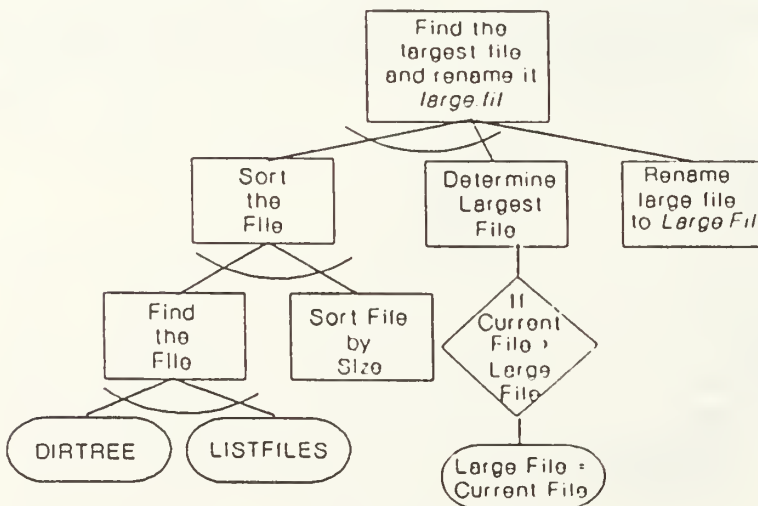 Find the
largest file
and rename it
large.fil
Sort
the
File
Determine
Largest
File
Rename
large file
to Large Fil
Find
the
File
Sort File
by
Size
If
Current
File >
Large
File
DIRTREE
LISTFILES
Large File =
Current File